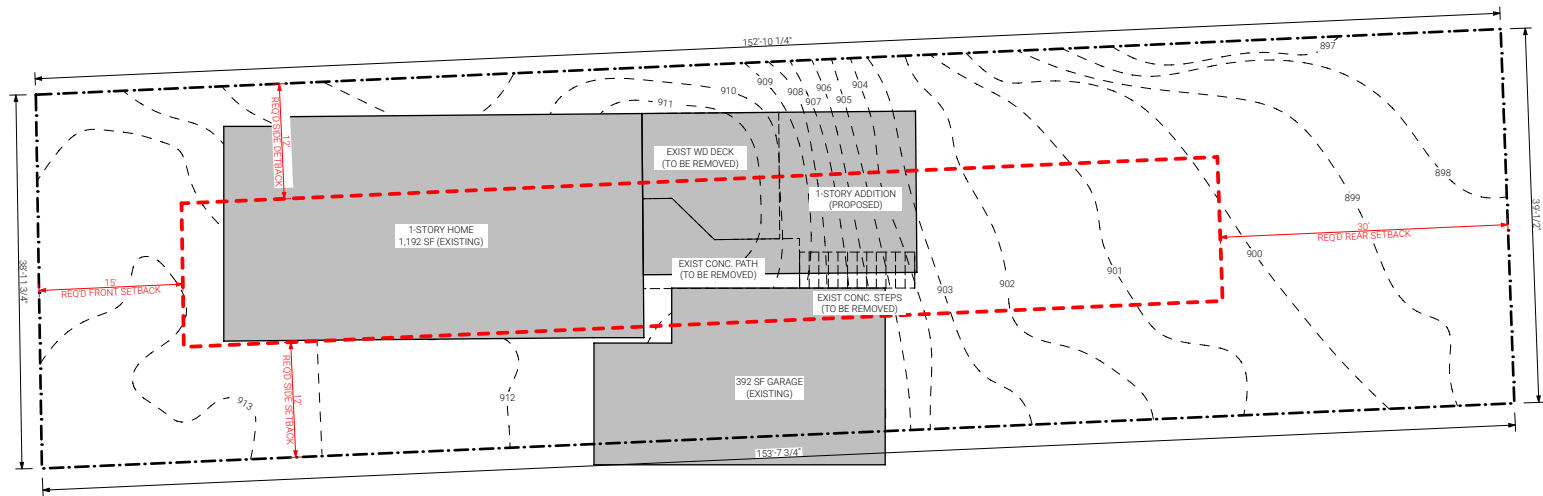 152'-10 1/4"
897
909
908
907
906
905
904
910
911
12'
REQ'D SIDE DETBACK
EXIST WD DECK
(TO BE REMOVED)
1-STORY ADDITION
(PROPOSED)
898
899
39'-1/2"
1-STORY HOME
1,192 SF (EXISTING)
30'
REQ'D REAR SETBACK
900
EXIST CONC. PATH
(TO BE REMOVED)
901
902
903
38'-11 3/4"
15'
REQ'D FRONT SETBACK
EXIST CONC. STEPS
(TO BE REMOVED)
12'
REQ'D SIDE SETBACK
392 SF GARAGE
(EXISTING)
912
913
153'-7 3/4"